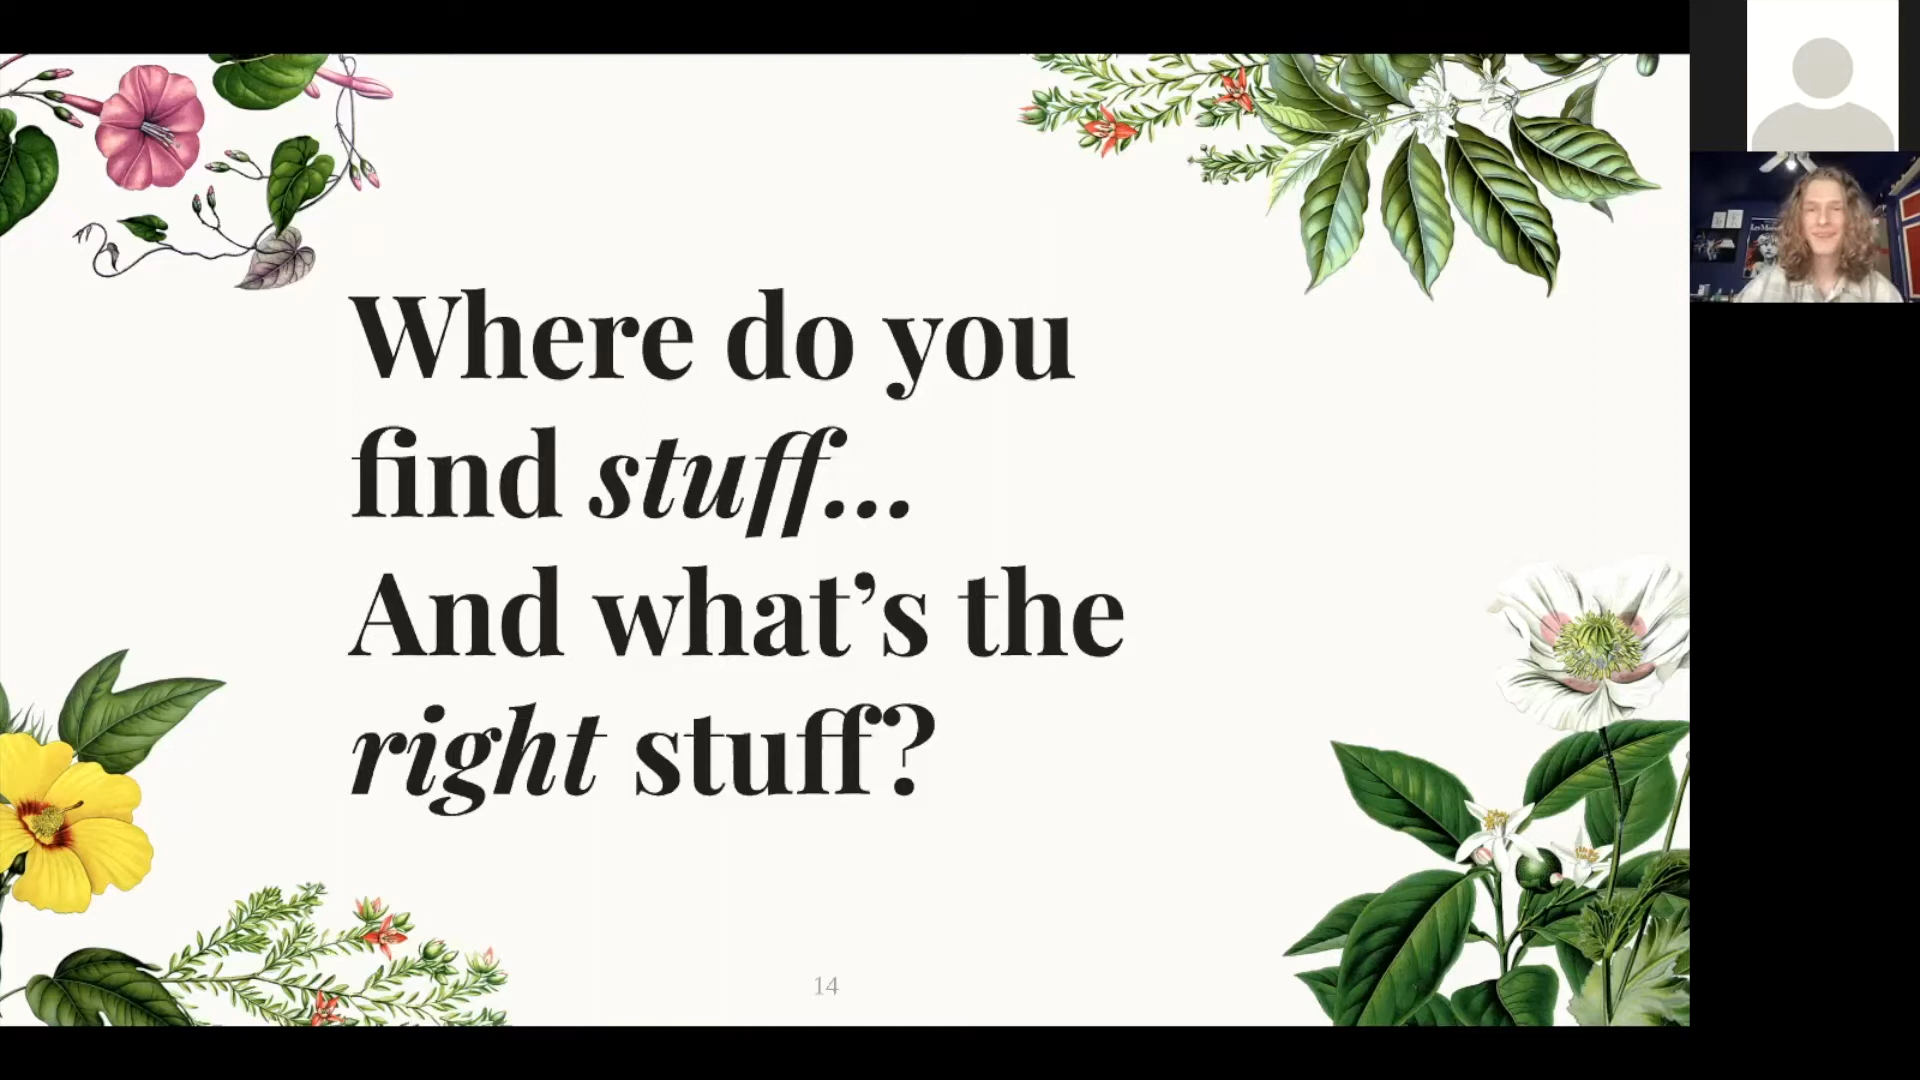 Where do you
find stuff...
And what’s the
right stuff?
14